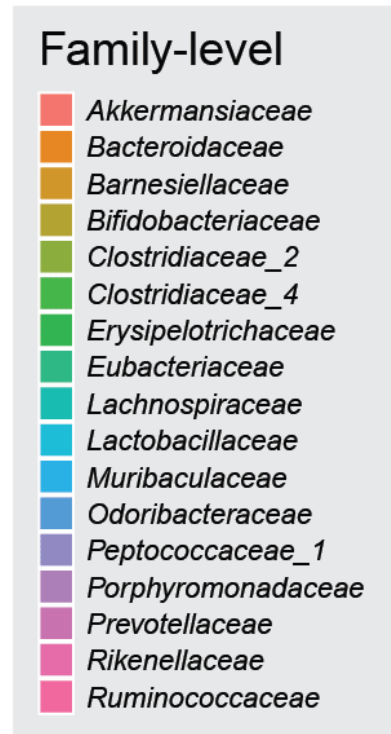 Family-level
Akkermansiaceae
Bacteroidaceae
Barnesiellaceae
Bifidobacteriaceae
Clostridiaceae_2
Clostridiaceae_4
Erysipelotrichaceae
Eubacteriaceae
Lachnospiraceae
Lactobacillaceae
Muribaculaceae
Odoribacteraceae
Peptococcaceae_1
Porphyromonadaceae
Prevotellaceae
Rikenellaceae
Ruminococcaceae